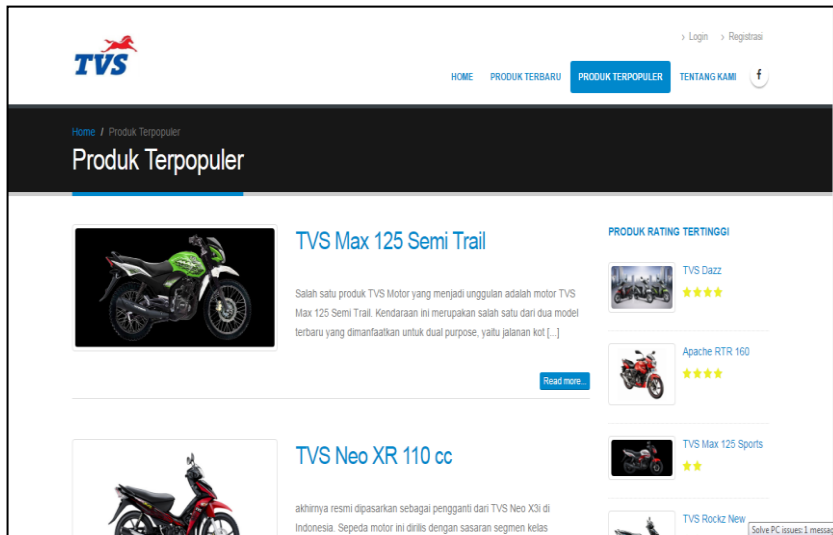 › Login › Registrasi
TVS
HOME PRODUK TERBARU PRODUK TERPOPULER TENTANG KAMI f
Home / Produk Terpopuler
Produk Terpopuler
TVS Max 125 Semi Trail
Salah satu produk TVS Motor yang menjadi unggulan adalah motor TVS
Max 125 Semi Trail. Kendaraan ini merupakan salah satu dari dua model
terbaru yang dimanfaatkan untuk dual purpose, yaitu jalanan kot [...]
Read more...
TVS Neo XR 110 cc
akhirnya resmi dipasarkan sebagai pengganti dari TVS Neo X3i di
Indonesia. Sepeda motor ini dirilis dengan sasaran segmen kelas
PRODUK RATING TERTINGGI
TVS Dazz
Apache RTR 160
TVS Max 125 Sports
TVS Rockz New
Solve PC issues: 1 messag